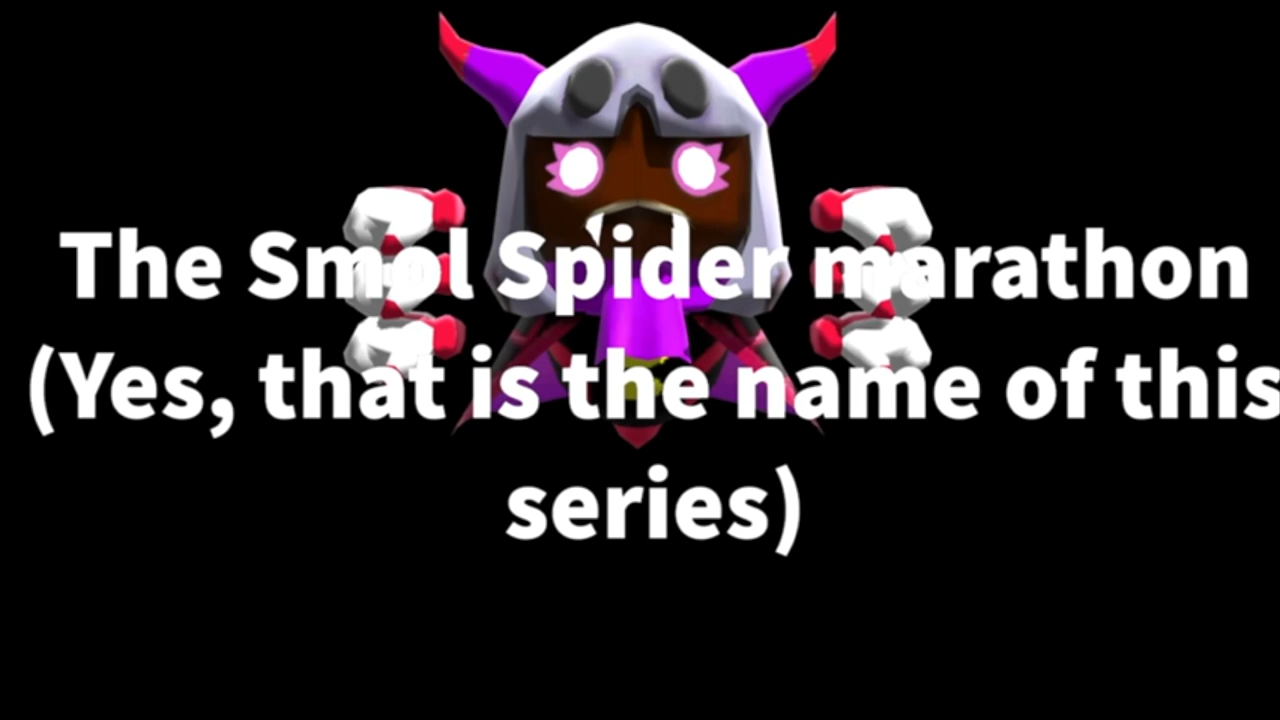 The Smol Spider marathon
(Yes, that is the name of this
series)